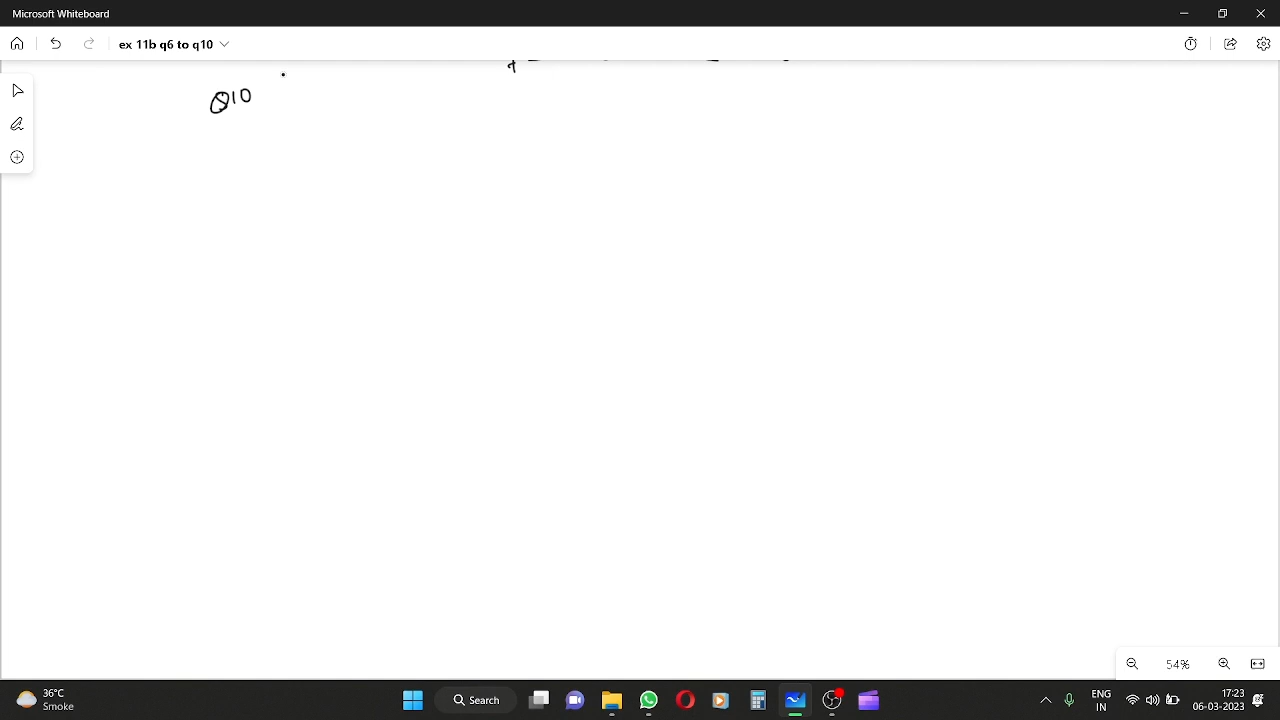 Microsoft Whiteboard
ex 11b q6 to q10
Q10
54%
36°C
Smoke
Search
ENG
IN
17:23
06-03-2023